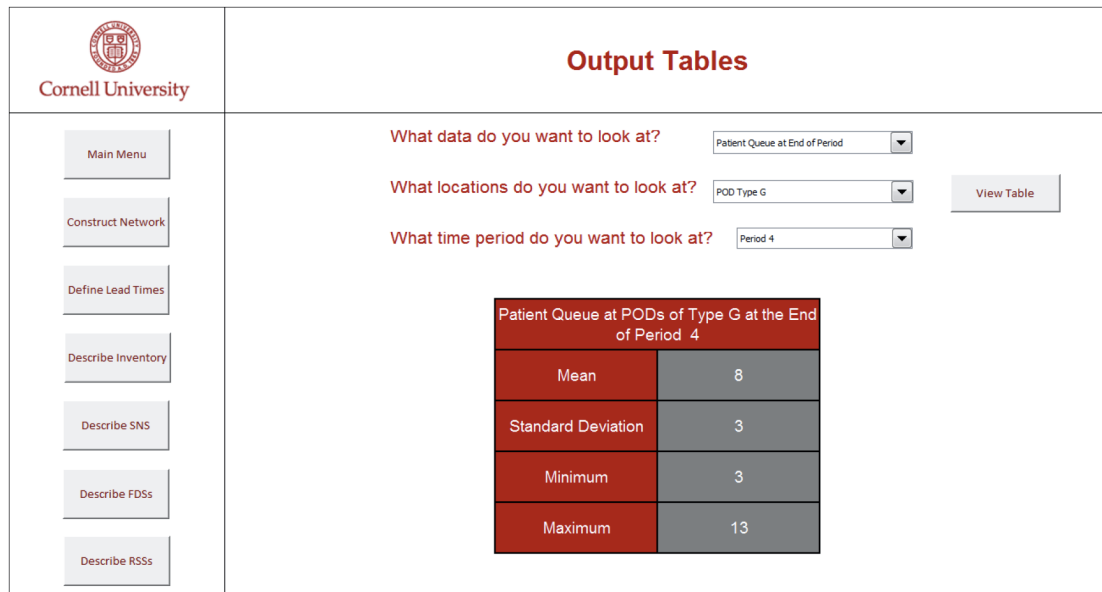 Cornell University
Output Tables
Main Menu
Construct Network
Define Lead Times
Describe Inventory
Describe SNS
Describe FDSs
Describe RSSs
What data do you want to look at?
Patient Queue at End of Period
What locations do you want to look at?
POD Type G
View Table
What time period do you want to look at?
Period 4
Patient Queue at PODs of Type G at the End
of Period 4
Mean 8
Standard Deviation 3
Minimum 3
Maximum 13